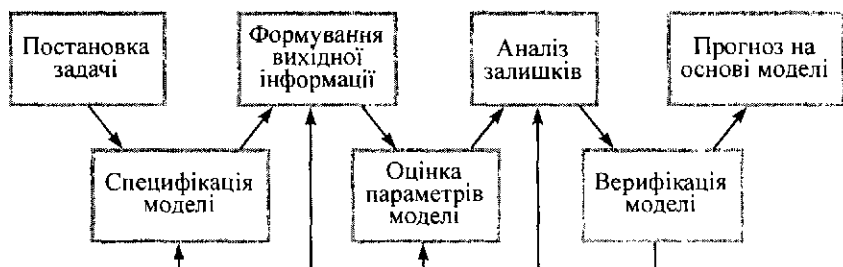 Постановка
задачі
Формування
вихідної
інформації
Аналіз
залишків
Прогноз на
основі моделі
Специфікація
моделі
Оцінка
параметрів
моделі
Верифікація
моделі